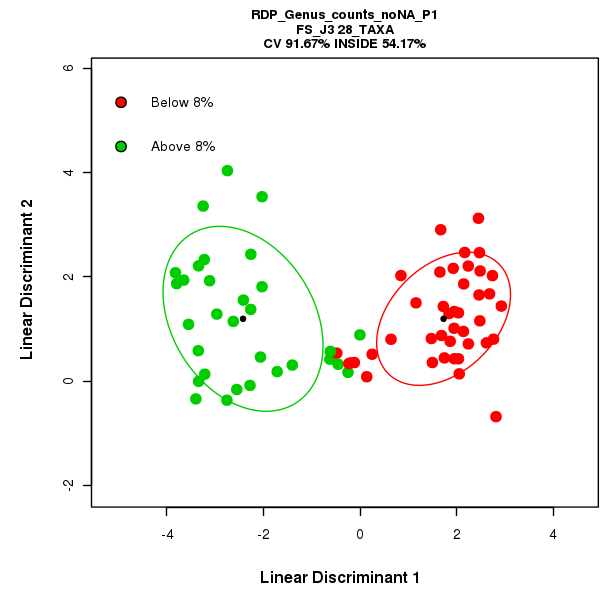 RDP_Genus_counts_noNA_P1
FS_J3 28_TAXA
CV 91.67% INSIDE 54.17%
Below 8%
Above 8%
6
4
2
0
-2
Linear Discriminant 2
-4
-2
0
2
4
Linear Discriminant 1